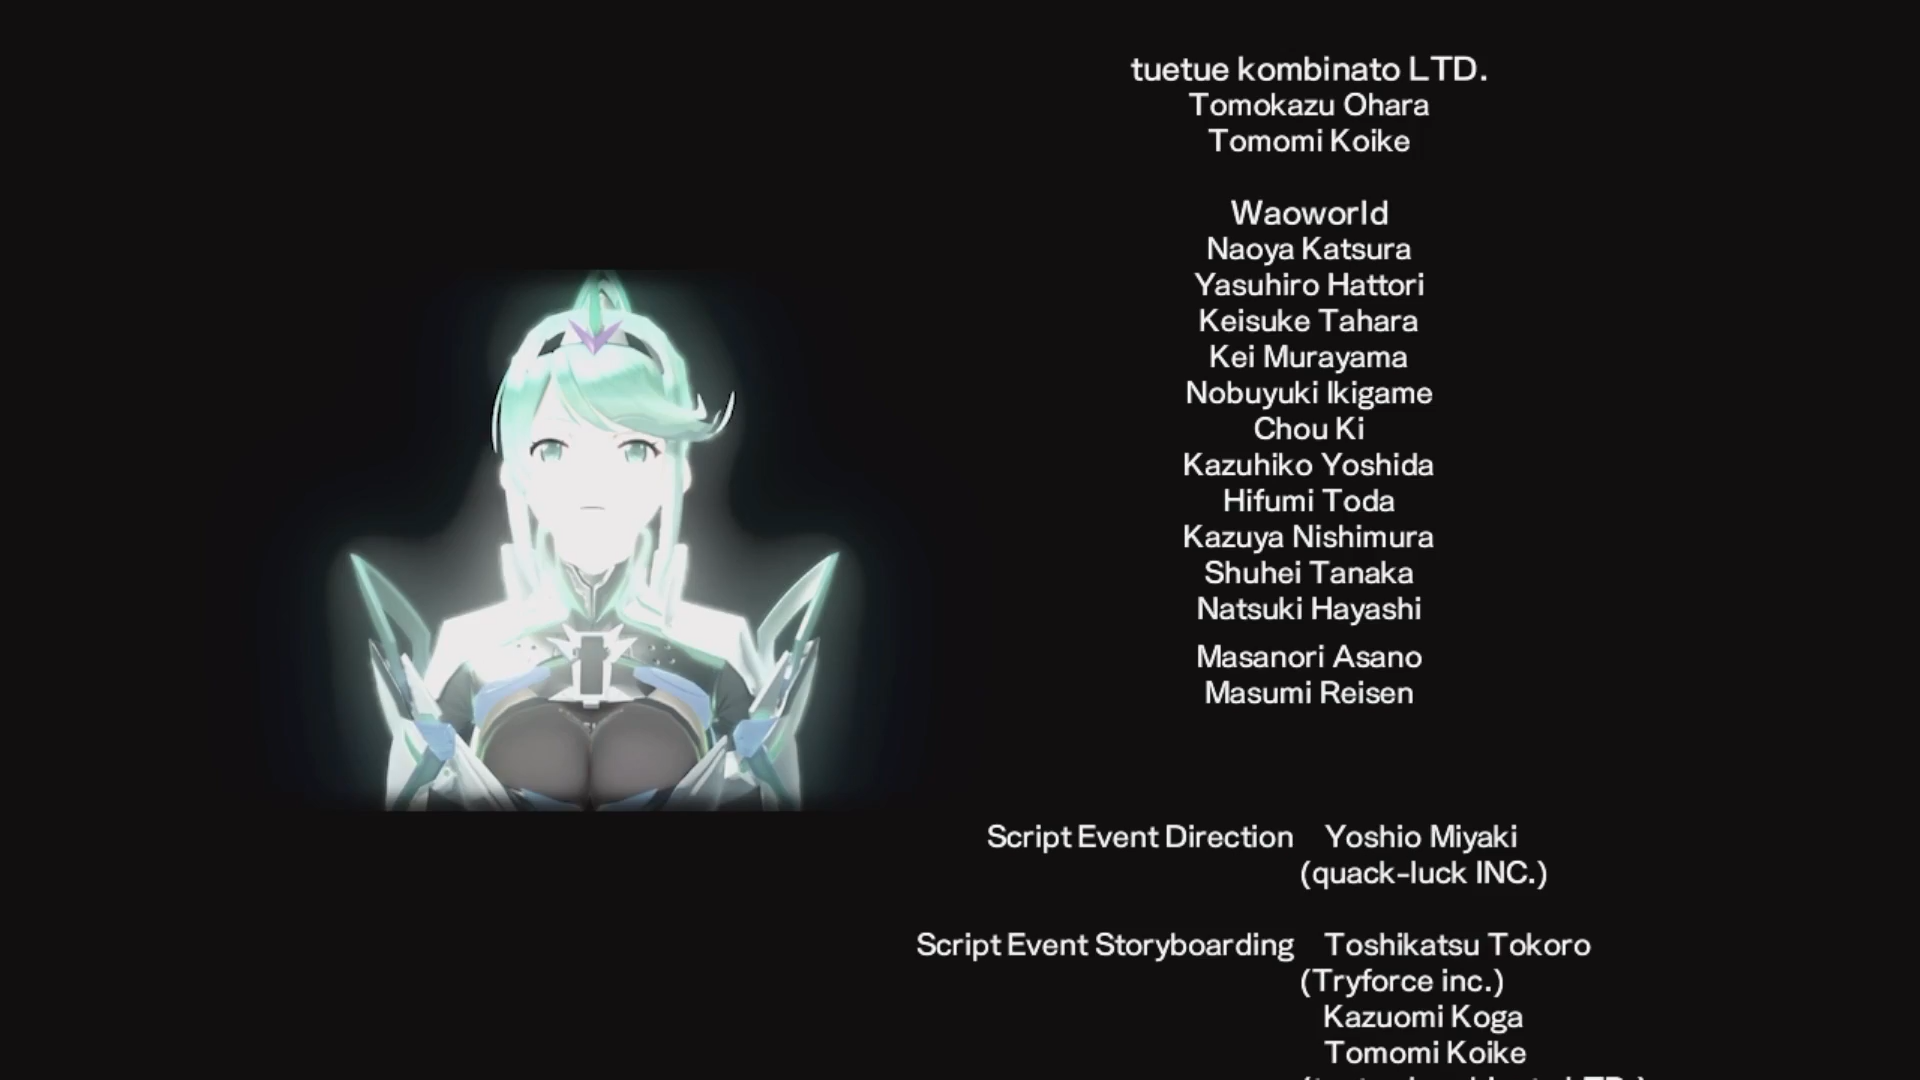 tuetue kombinato LTD.
Tomokazu Ohara
Tomomi Koike
Waoworld
Naoya Katsura
Yasuhiro Hattori
Keisuke Tahara
Kei Murayama
Nobuyuki Ikigame
Chou Ki
Kazuhiko Yoshida
Hifumi Toda
Kazuya Nishimura
Shuhei Tanaka
Natsuki Hayashi
Masanori Asano
Masumi Reisen
Script Event Direction Yoshio Miyaki
(quack-luck INC.)
Script Event Storyboarding Toshikatsu Tokoro
(Tryforce inc.)
Kazuomi Koga
Tomomi Koike